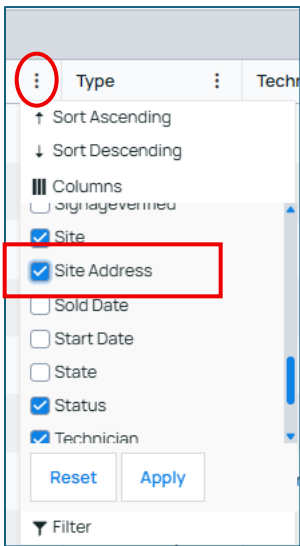 Type Techn
Sort Ascending
Sort Descending
Columns
SignageVerified
Site
Site Address
Sold Date
Start Date
State
Status
Technician
Reset Apply
Filter